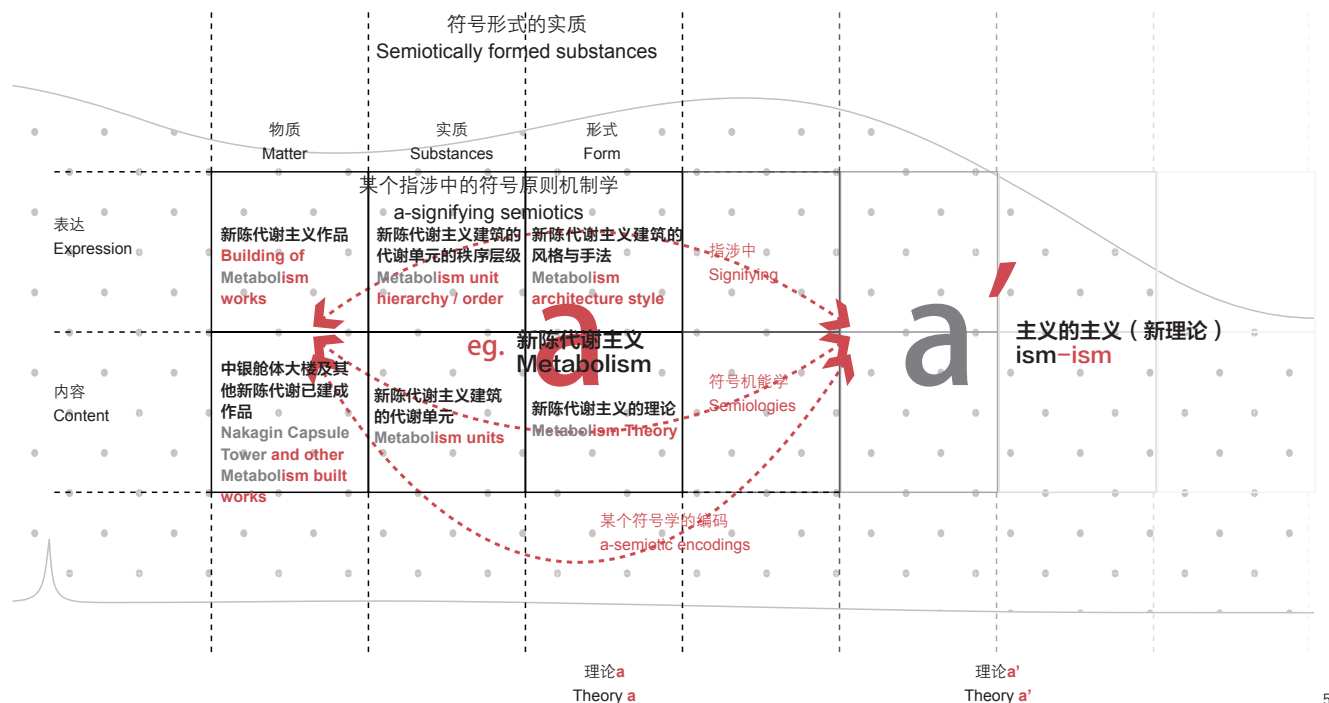 符号形式的实质
Semiotically formed substances
物质
Matter
实质
Substances
形式
Form
某个指涉中的符号原则机制学
a-signifying semiotics
表达
Expression
新陈代谢主义作品
Building of
Metabolism
works
新陈代谢主义建筑的
代谢单元的秩序层级
Metabolism unit
hierarchy / order
新陈代谢主义建筑的
风格与手法
Metabolism
architecture style
指涉中
Signifying
a
eg. 新陈代谢主义
Metabolism
a’
主义的主义（新理论）
ism-ism
内容
Content
中银舱体大楼及其
他新陈代谢已建成
作品
Nakagin Capsule
Tower and other
Metabolism built
works
新陈代谢主义建筑
的代谢单元
Metabolism units
新陈代谢主义的理论
Metabolism Theory
符号机能学
Semiologies
某个符号学的编码
a-semiotic encodings
理论a
Theory a
理论a’
Theory a’
5